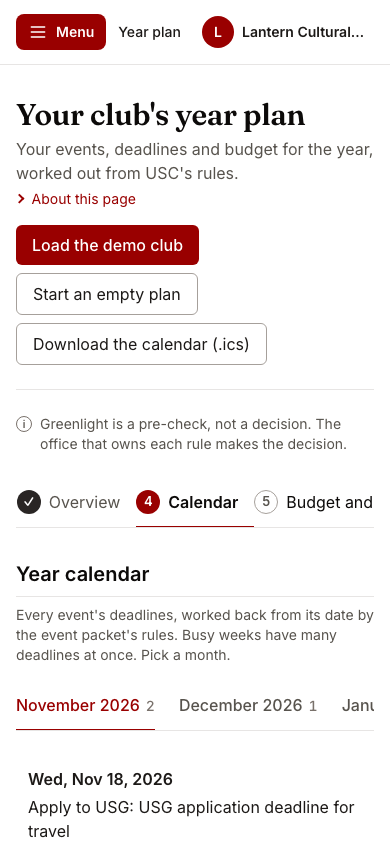 Menu
Year plan
L
Lantern Cultural...
Your club's year plan
Your events, deadlines and budget for the year,
worked out from USC's rules.
About this page
Load the demo club
Start an empty plan
Download the calendar (.ics)
Greenlight is a pre-check, not a decision. The
office that owns each rule makes the decision.
Overview
4 Calendar
5 Budget and
Year calendar
Every event's deadlines, worked back from its date by
the event packet's rules. Busy weeks have many
deadlines at once. Pick a month.
November 2026 2
December 2026 1
Janu
Wed, Nov 18, 2026
Apply to USG: USG application deadline for
travel